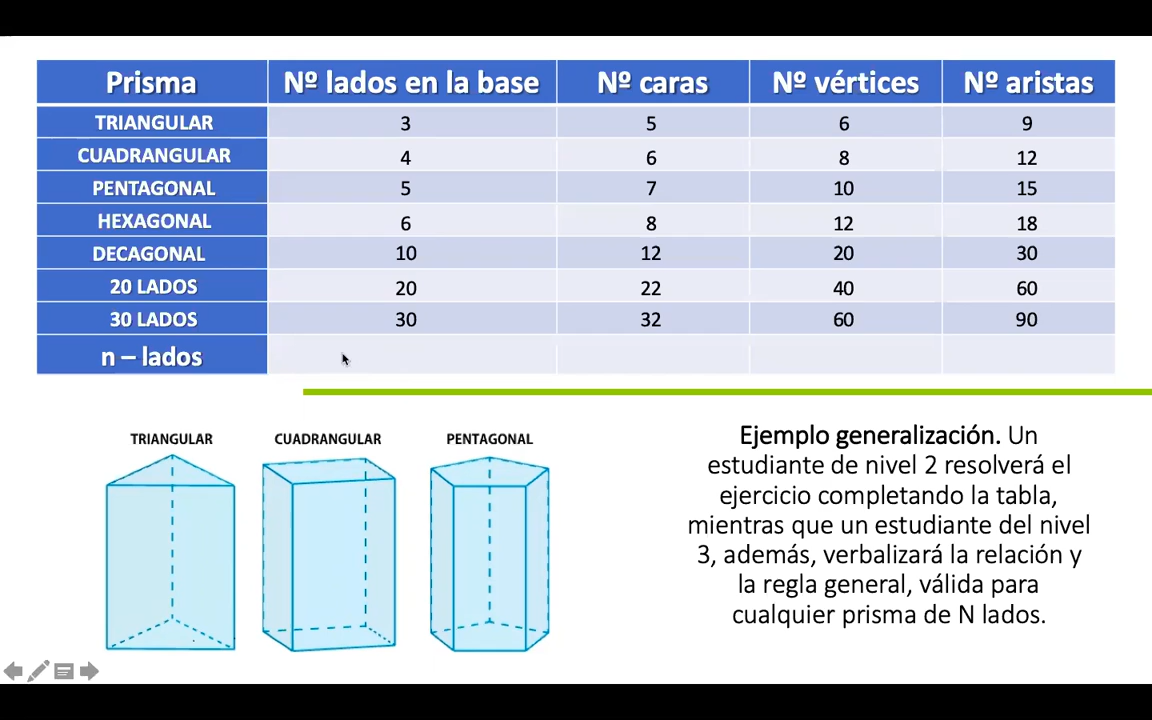 Prisma Nº lados en la base Nº caras Nº vértices Nº aristas
TRIANGULAR 3 5 6 9
CUADRANGULAR 4 6 8 12
PENTAGONAL 5 7 10 15
HEXAGONAL 6 8 12 18
DECAGONAL 10 12 20 30
20 LADOS 20 22 40 60
30 LADOS 30 32 60 90
n – lados
TRIANGULAR CUADRANGULAR PENTAGONAL
Ejemplo generalización. Un
estudiante de nivel 2 resolverá el
ejercicio completando la tabla,
mientras que un estudiante del nivel
3, además, verbalizará la relación y
la regla general, válida para
cualquier prisma de N lados.